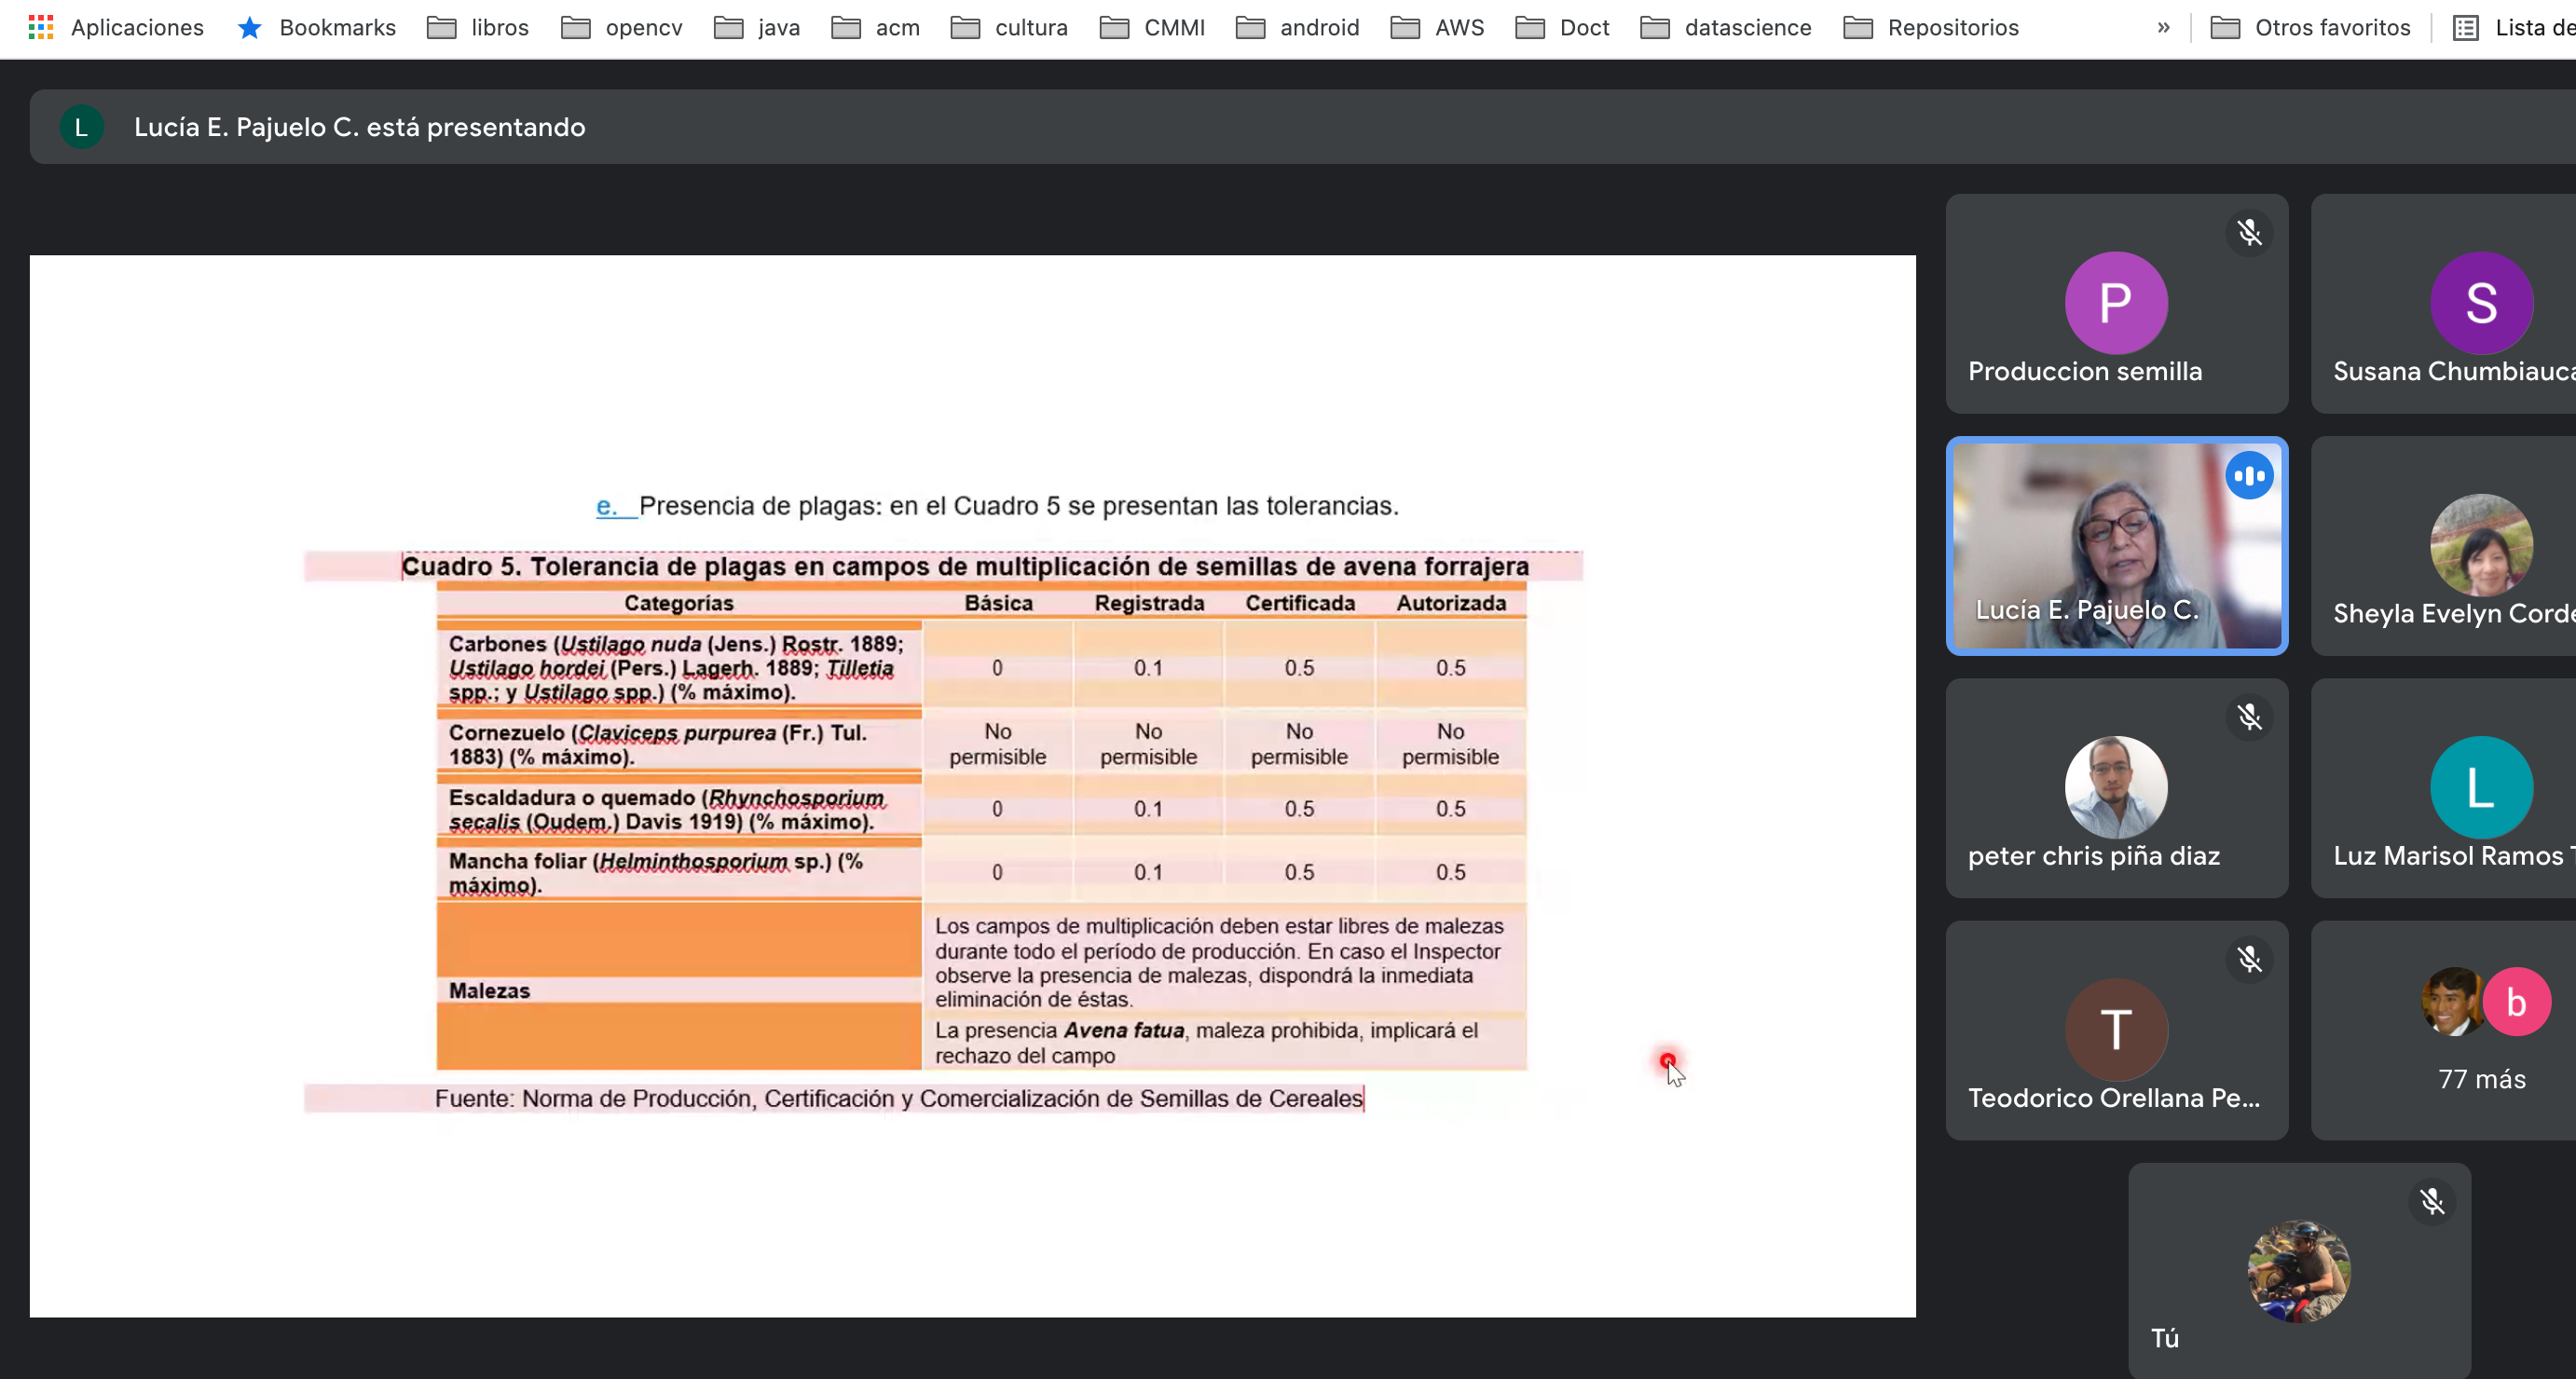 Aplicaciones Bookmarks libros opencv java acm cultura CMMI android AWS Doct datascience Repositorios » Otros favoritos Lista de
L Lucía E. Pajuelo C. está presentando
e. Presencia de plagas: en el Cuadro 5 se presentan las tolerancias.
Cuadro 5. Tolerancia de plagas en campos de multiplicación de semillas de avena forrajera
Categorías Básica Registrada Certificada Autorizada
Carbones (Ustilago nuda (Jens.) Rostr. 1889;
Ustilago hordei (Pers.) Lagerh. 1889; Tilletia
spp.; y Ustilago spp.) (% máximo).
0 0.1 0.5 0.5
Cornezuelo (Claviceps purpurea (Fr.) Tul.
1883) (% máximo).
No permisible No permisible No permisible No permisible
Escaldadura o quemado (Rhynchosporium
secalis (Oudem.) Davis 1919) (% máximo).
0 0.1 0.5 0.5
Mancha foliar (Helminthosporium sp.) (%
máximo).
0 0.1 0.5 0.5
Malezas
Los campos de multiplicación deben estar libres de malezas
durante todo el período de producción. En caso el Inspector
observe la presencia de malezas, dispondrá la inmediata
eliminación de éstas.
La presencia Avena fatua, maleza prohibida, implicará el
rechazo del campo
Fuente: Norma de Producción, Certificación y Comercialización de Semillas de Cereales
P
Produccion semilla
S
Susana Chumbiauca
Lucía E. Pajuelo C.
Sheyla Evelyn Corde
peter chris piña diaz
L
Luz Marisol Ramos T
T
Teodorico Orellana Pe...
b
77 más
Tú